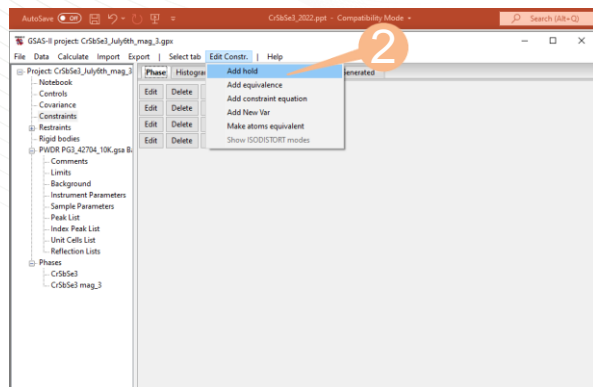 AutoSave On CrSbSe3_2022.ppt - Compatibility Mode Search (Alt+Q)
GSAS-II project: CrSbSe3_July6th_mag_3.gpx
File Data Calculate Import Export | Select tab Edit Constr. | Help
2
Project: CrSbSe3_July6th_mag_3
Notebook
Controls
Covariance
Constraints
Restraints
Rigid bodies
PWDR PG3_42704_10K.gsa Ba
Comments
Limits
Background
Instrument Parameters
Sample Parameters
Peak List
Index Peak List
Unit Cells List
Reflection Lists
Phases
CrSbSe3
CrSbSe3 mag_3
Phase Histogra enerated
Edit Delete
Edit Delete
Edit Delete
Edit Delete
Add hold
Add equivalence
Add constraint equation
Add New Var
Make atoms equivalent
Show ISODISTORT modes